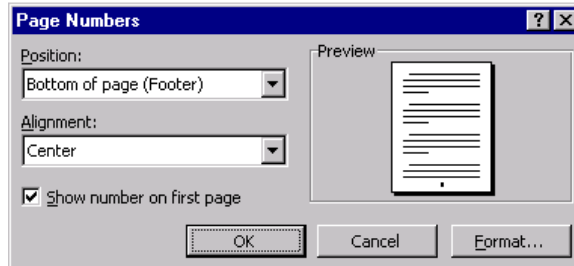 Page Numbers
Position:
Bottom of page (Footer)
Alignment:
Center
Show number on first page
Preview
OK
Cancel
Format...